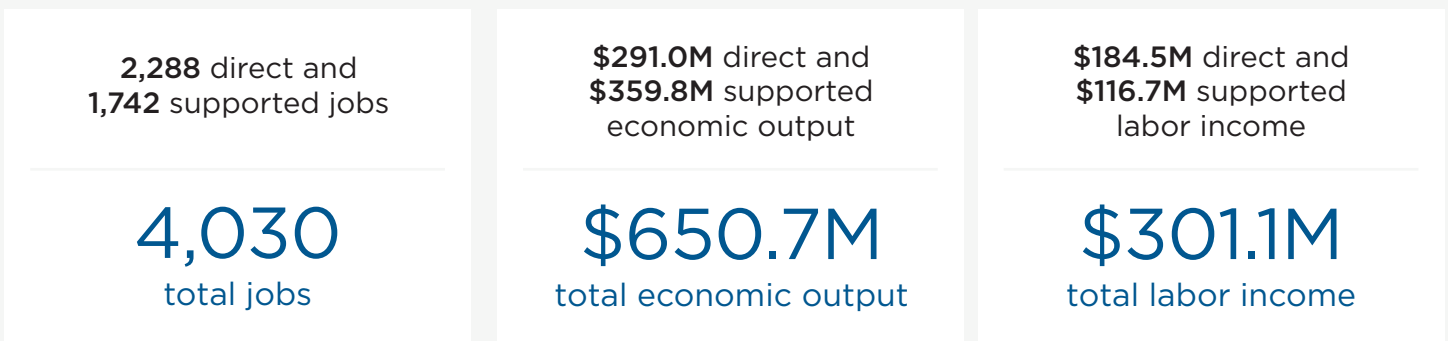 2,288 direct and
1,742 supported jobs
4,030
total jobs
$291.0M direct and
$359.8M supported
economic output
$650.7M
total economic output
$184.5M direct and
$116.7M supported
labor income
$301.1M
total labor income